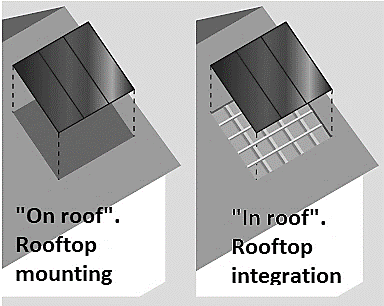 "On roof".
Rooftop
mounting
"In roof".
Rooftop
integration